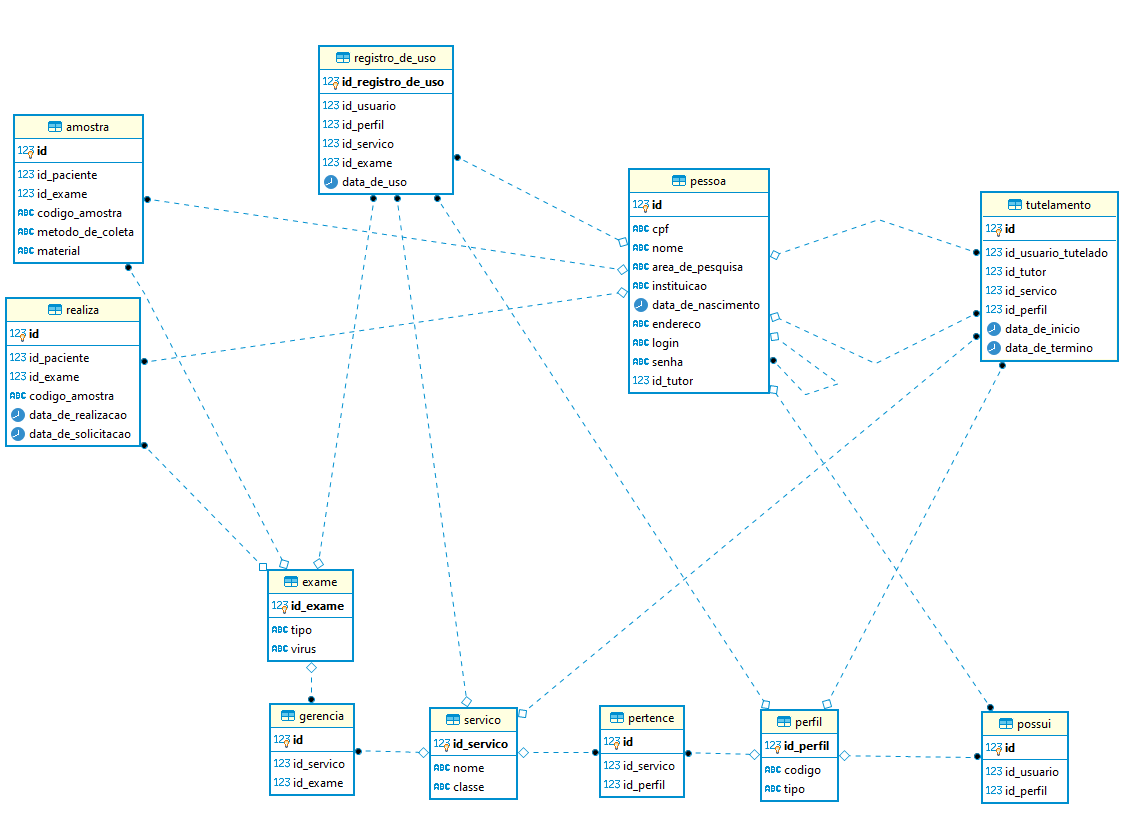 registro_de_uso
123 id_registro_de_uso
123 id_usuario
123 id_perfil
123 id_servico
123 id_exame
data_de_uso
amostra
123 id
123 id_paciente
123 id_exame
ABC codigo_amostra
ABC metodo_de_coleta
ABC material
pessoa
123 id
ABC cpf
ABC nome
ABC area_de_pesquisa
ABC instituicao
data_de_nascimento
ABC endereco
ABC login
ABC senha
123 id_tutor
tutelamento
123 id
123 id_usuario_tutelado
123 id_tutor
123 id_servico
123 id_perfil
data_de_inicio
data_de_termino
realiza
123 id
123 id_paciente
123 id_exame
ABC codigo_amostra
data_de_realizacao
data_de_solicitacao
exame
123 id_exame
ABC tipo
ABC virus
gerencia
123 id
123 id_servico
123 id_exame
servico
123 id_servico
ABC nome
ABC classe
pertence
123 id
123 id_servico
123 id_perfil
perfil
123 id_perfil
ABC codigo
ABC tipo
possui
123 id
123 id_usuario
123 id_perfil